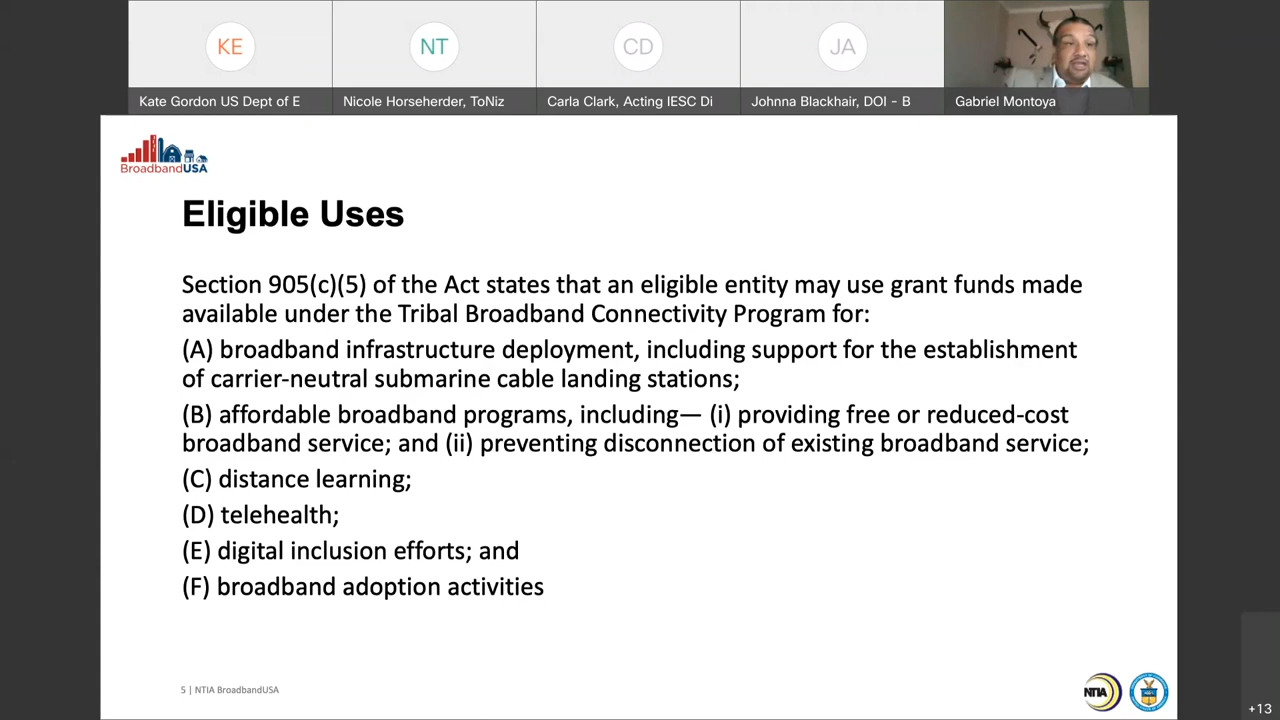 KE
NT
CD
JA
Kate Gordon US Dept of E
Nicole Horseherder, ToNiz
Carla Clark, Acting IESC Di
Johnna Blackhair, DOI - B
Gabriel Montoya
BroadbandUSA
Eligible Uses
Section 905(c)(5) of the Act states that an eligible entity may use grant funds made
available under the Tribal Broadband Connectivity Program for:
(A) broadband infrastructure deployment, including support for the establishment
of carrier-neutral submarine cable landing stations;
(B) affordable broadband programs, including— (i) providing free or reduced-cost
broadband service; and (ii) preventing disconnection of existing broadband service;
(C) distance learning;
(D) telehealth;
(E) digital inclusion efforts; and
(F) broadband adoption activities
5 | NTIA BroadbandUSA
NTIA
+13